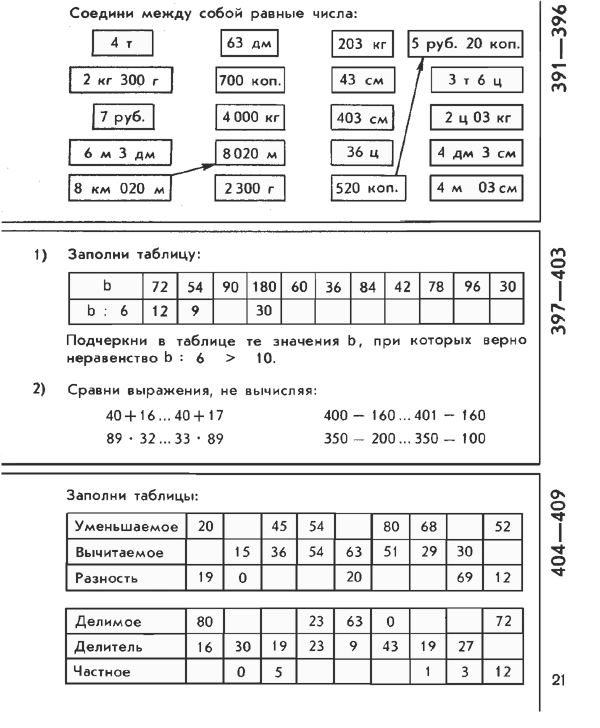 Соедини между собой равные числа:
4 т 63 дм 203 кг 5 руб. 20 коп.
2 кг 300 г 700 коп. 43 см 3 т 6 ц
7 руб. 4 000 кг 403 см 2 ц 03 кг
6 м 3 дм 8 020 м 36 ц 4 дм 3 см
8 км 020 м 2 300 г 520 коп. 4 м 03 см
391—396
1) Заполни таблицу:
b 72 54 90 180 60 36 84 42 78 96 30
b : 6 12 9 30
Подчеркни в таблице те значения b, при которых верно
неравенство b : 6 > 10.
2) Сравни выражения, не вычисляя:
40 + 16 ... 40 + 17 400 — 160 ... 401 — 160
89 · 32 ... 33 · 89 350 — 200 ... 350 — 100
397—403
Заполни таблицы:
Уменьшаемое 20 45 54 80 68 52
Вычитаемое 15 36 54 63 51 29 30
Разность 19 0 20 69 12
Делимое 80 23 63 0 72
Делитель 16 30 19 23 9 43 19 27
Частное 0 5 1 3 12
404—409
21